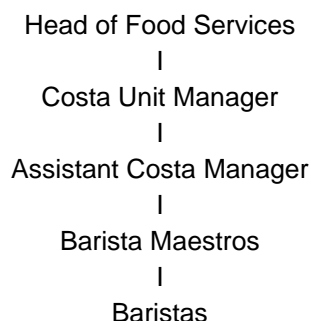 Head of Food Services
I
Costa Unit Manager
I
Assistant Costa Manager
I
Barista Maestros
I
Baristas